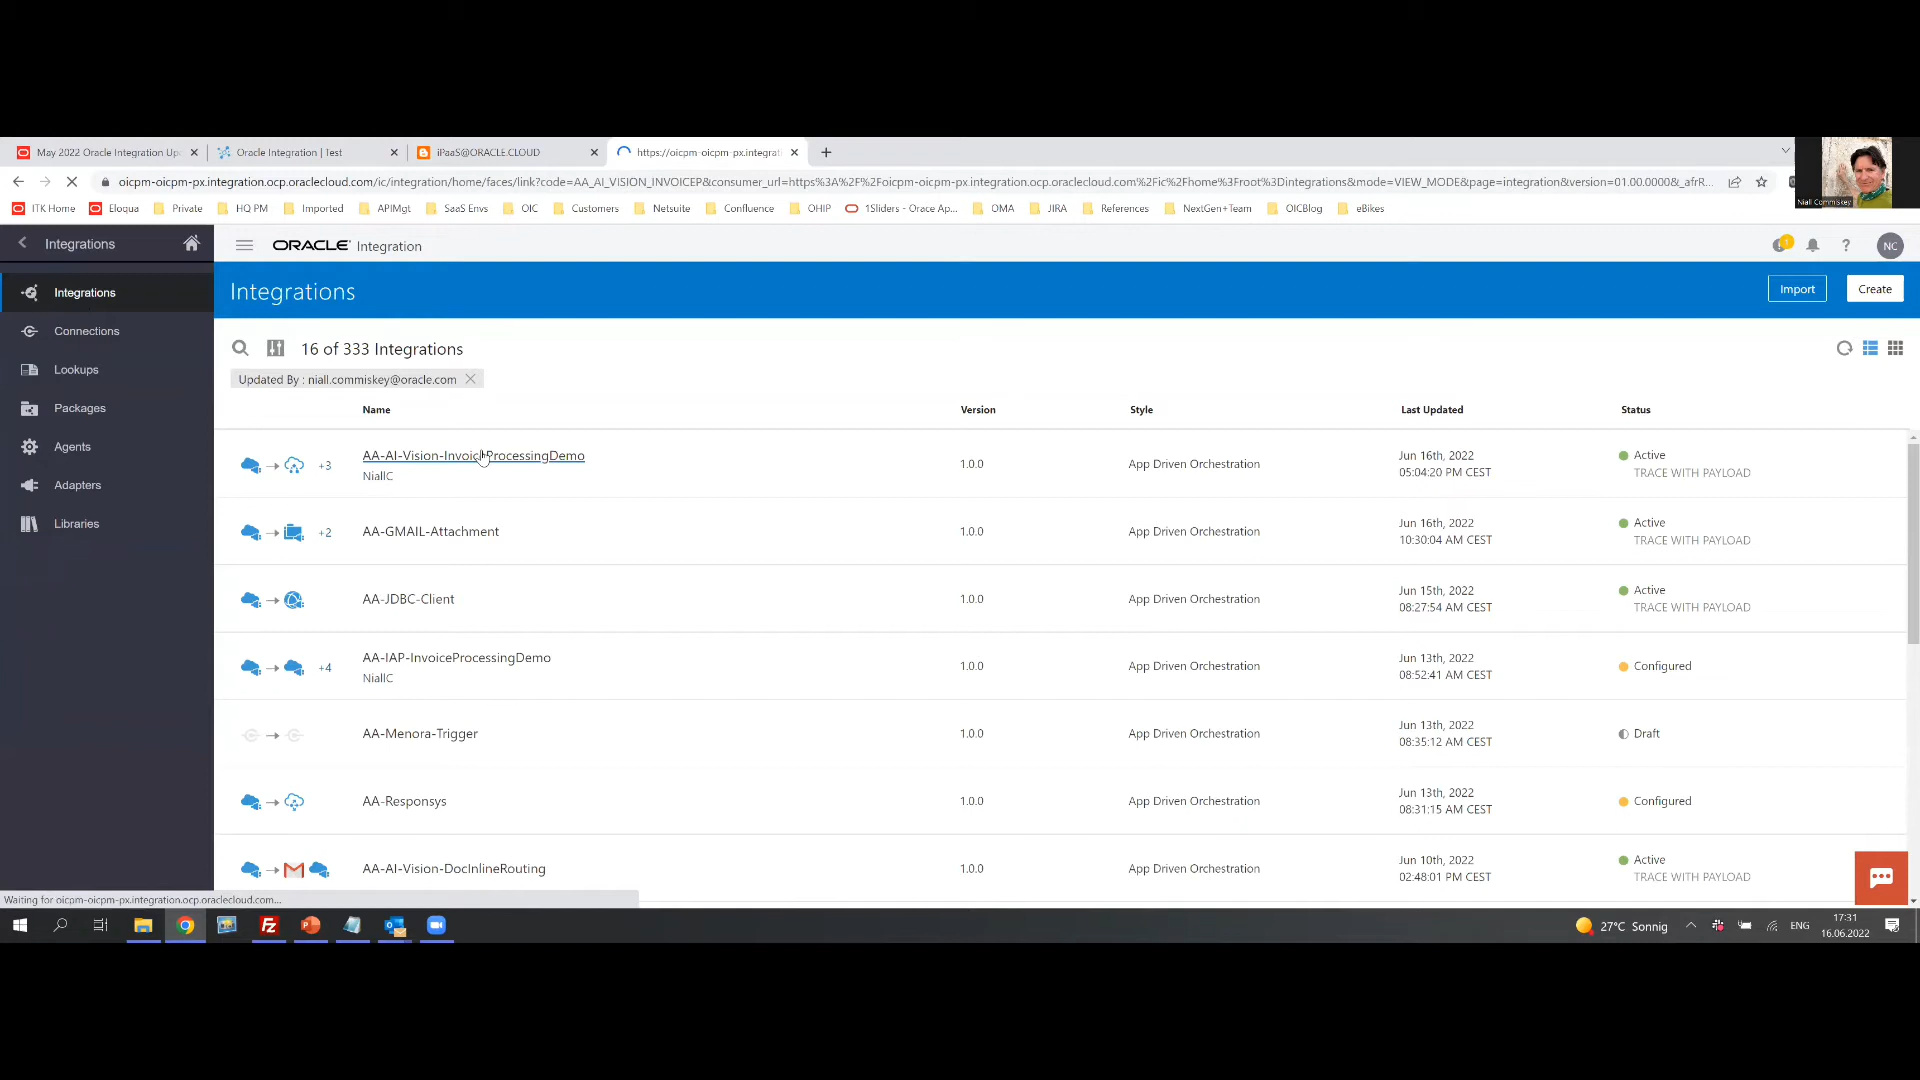 May 2022 Oracle Integration Up
Oracle Integration | Test
iPaaS@ORACLE.CLOUD
https://oicpm-oicpm-px.integrat
oicpm-oicpm-px.integration.ocp.oraclecloud.com/ic/integration/home/faces/link?code=AA_AI_VISION_INVOICEP&consumer_url=https%3A%2F%2Foicpm-oicpm-px.integration.ocp.oraclecloud.com%2Fic%2Fhome%3Froot%3Dintegrations&mode=VIEW_MODE&page=integration&version=01.00.0000&_afrR...
Niall Commiskey
ITK Home
Eloqua
Private
HQ PM
Imported
APIMgt
SaaS Envs
OIC
Customers
Netsuite
Confluence
OHIP
1Sliders - Orace Ap...
OMA
JIRA
References
NextGen+Team
OICBlog
eBikes
Integrations
ORACLE Integration
1
?
NC
Integrations
Connections
Lookups
Packages
Agents
Adapters
Libraries
Integrations
Import
Create
16 of 333 Integrations
Updated By : niall.commiskey@oracle.com
Name Version Style Last Updated Status
+3 AA-AI-Vision-InvoiceProcessingDemo 1.0.0 App Driven Orchestration Jun 16th, 2022 Active
NiallC 05:04:20 PM CEST TRACE WITH PAYLOAD
+2 AA-GMAIL-Attachment 1.0.0 App Driven Orchestration Jun 16th, 2022 Active
10:30:04 AM CEST TRACE WITH PAYLOAD
AA-JDBC-Client 1.0.0 App Driven Orchestration Jun 15th, 2022 Active
08:27:54 AM CEST TRACE WITH PAYLOAD
+4 AA-IAP-InvoiceProcessingDemo 1.0.0 App Driven Orchestration Jun 13th, 2022 Configured
NiallC 08:52:41 AM CEST
AA-Menora-Trigger 1.0.0 App Driven Orchestration Jun 13th, 2022 Draft
08:35:12 AM CEST
AA-Responsys 1.0.0 App Driven Orchestration Jun 13th, 2022 Configured
08:31:15 AM CEST
AA-AI-Vision-DocInlineRouting 1.0.0 App Driven Orchestration Jun 10th, 2022 Active
02:48:01 PM CEST TRACE WITH PAYLOAD
Waiting for oicpm-oicpm-px.integration.ocp.oraclecloud.com...
27°C Sonnig
ENG
17:31
16.06.2022